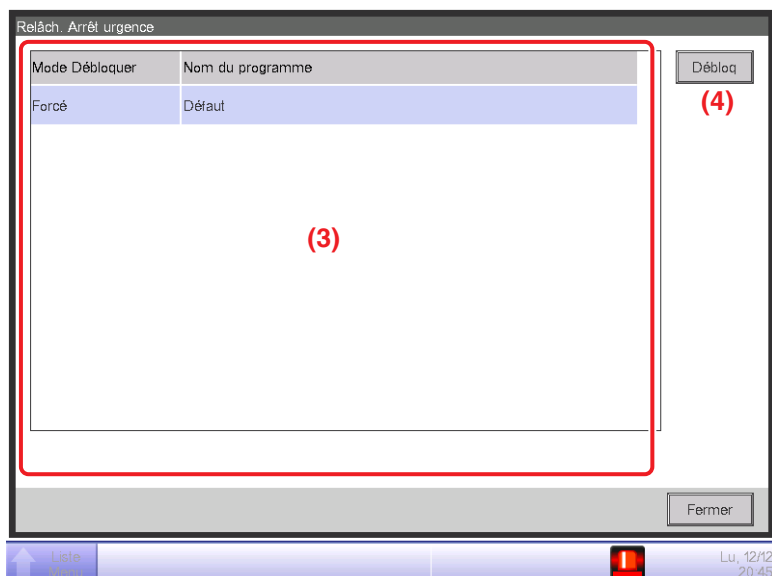 Relâch. Arrêt urgence
Mode Débloquer Nom du programme
Débloq
Forcé Défaut
(4)
(3)
Fermer
Liste
Menu
Lu, 12/12
20:45